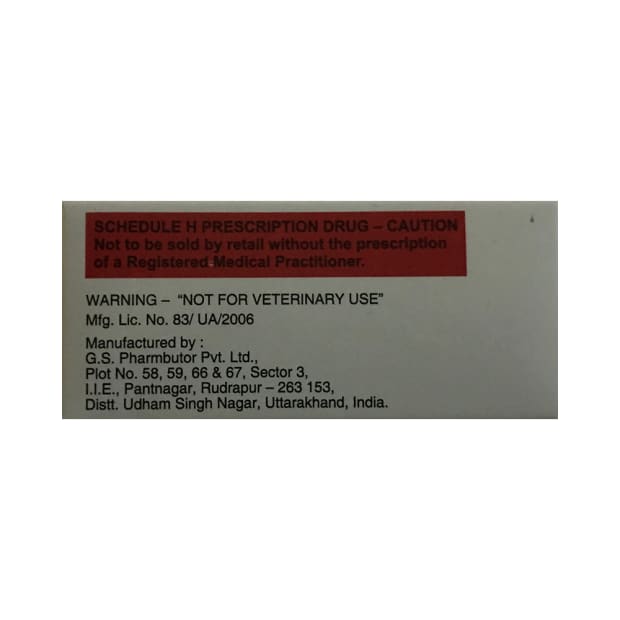 SCHEDULE H PRESCRIPTION DRUG – CAUTION
Not to be sold by retail without the prescription
of a Registered Medical Practitioner.
WARNING – “NOT FOR VETERINARY USE”
Mfg. Lic. No. 83/ UA/2006
Manufactured by :
G.S. Pharmbutor Pvt. Ltd.,
Plot No. 58, 59, 66 & 67, Sector 3,
I.I.E., Pantnagar, Rudrapur – 263 153,
Distt. Udham Singh Nagar, Uttarakhand, India.